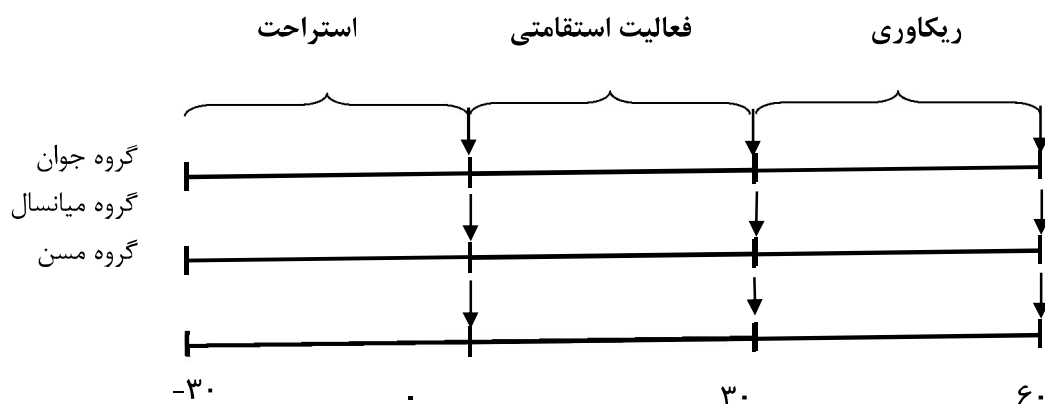 استراحت فعالیت استقامتی ریکاوری
گروه جوان
گروه میانسال
گروه مسن
-۳۰ ۰ ۳۰ ۶۰